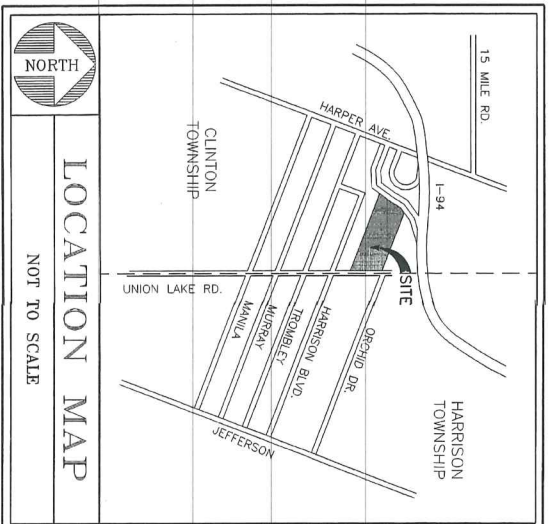 15 MILE RD.
I-94
HARPER AVE.
CLINTON
TOWNSHIP
SITE
HARRISON
TOWNSHIP
UNION LAKE RD.
ORCHID DR.
HARRISON BLVD.
TROMBLEY
MURRAY
MANILA
JEFFERSON
NORTH
LOCATION MAP
NOT TO SCALE